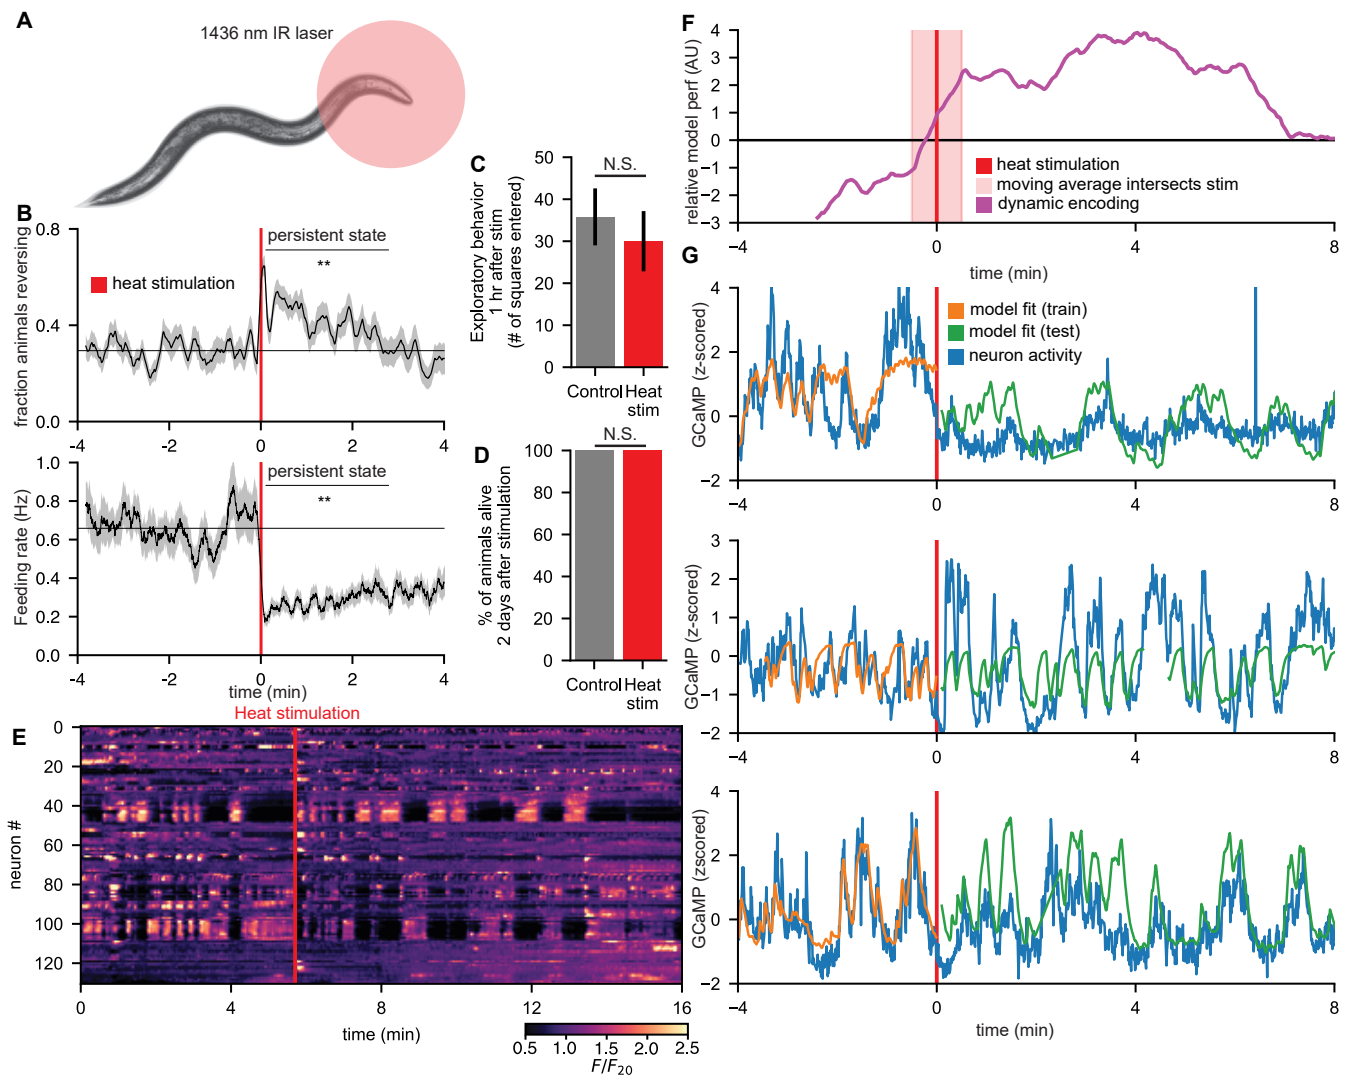 A
1436 nm IR laser
B
0.8
0.4
0.0
fraction animals reversing
persistent state
**
heat stimulation
-4
-2
0
2
4
1.0
0.8
0.6
0.4
0.2
0.0
Feeding rate (Hz)
persistent state
**
-4
-2
0
2
4
time (min)
C
50
40
30
20
10
0
Exploratory behavior
1 hr after stim
(# of squares entered)
N.S.
Control
Heat
stim
D
100
80
60
40
20
0
% of animals alive
2 days after stimulation
N.S.
Control
Heat
stim
E
Heat stimulation
0
20
40
60
80
100
120
neuron #
0
4
8
12
16
time (min)
0.5
1.0
1.5
2.0
2.5
F/F20
F
4
3
2
1
0
−1
−2
−3
relative model perf (AU)
heat stimulation
moving average intersects stim
dynamic encoding
−4
0
4
8
time (min)
G
4
2
0
−2
GCaMP (z-scored)
model fit (train)
model fit (test)
neuron activity
−4
0
4
8
3
2
1
0
−1
−2
GCaMP (z-scored)
−4
0
4
8
4
2
0
−2
GCaMP (zscored)
−4
0
4
8
time (min)